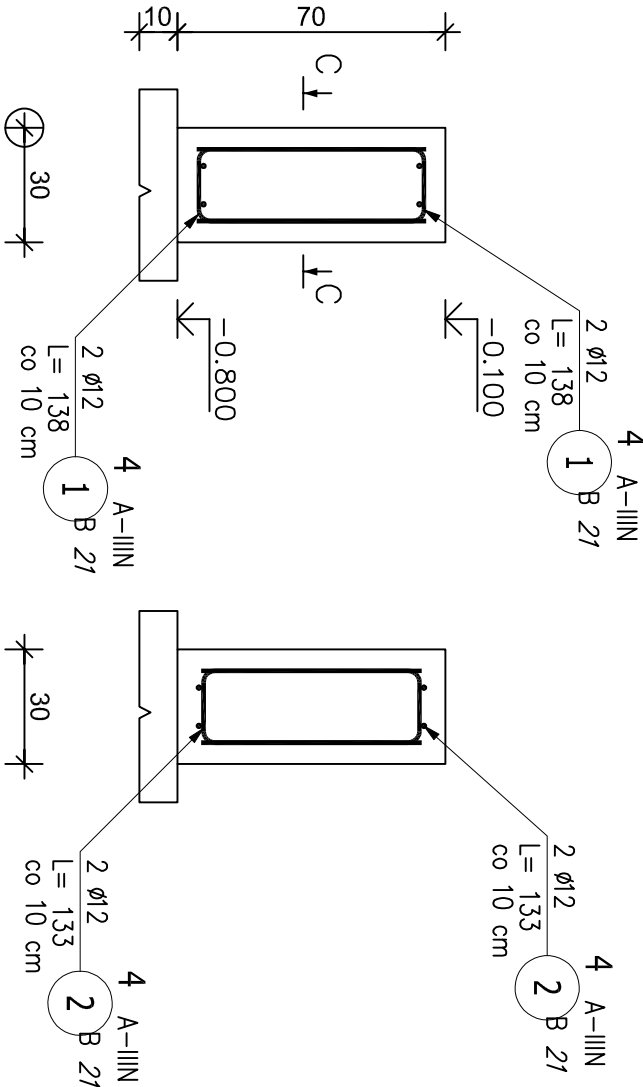 10
70
C
C
30
-0.800
-0.100
2 ø12
L= 138
co 10 cm
1
4
A-IIIN
B 21
2 ø12
L= 138
co 10 cm
1
4
A-IIIN
B 21
30
2 ø12
L= 133
co 10 cm
2
4
A-IIIN
B 21
2 ø12
L= 133
co 10 cm
2
4
A-IIIN
B 21